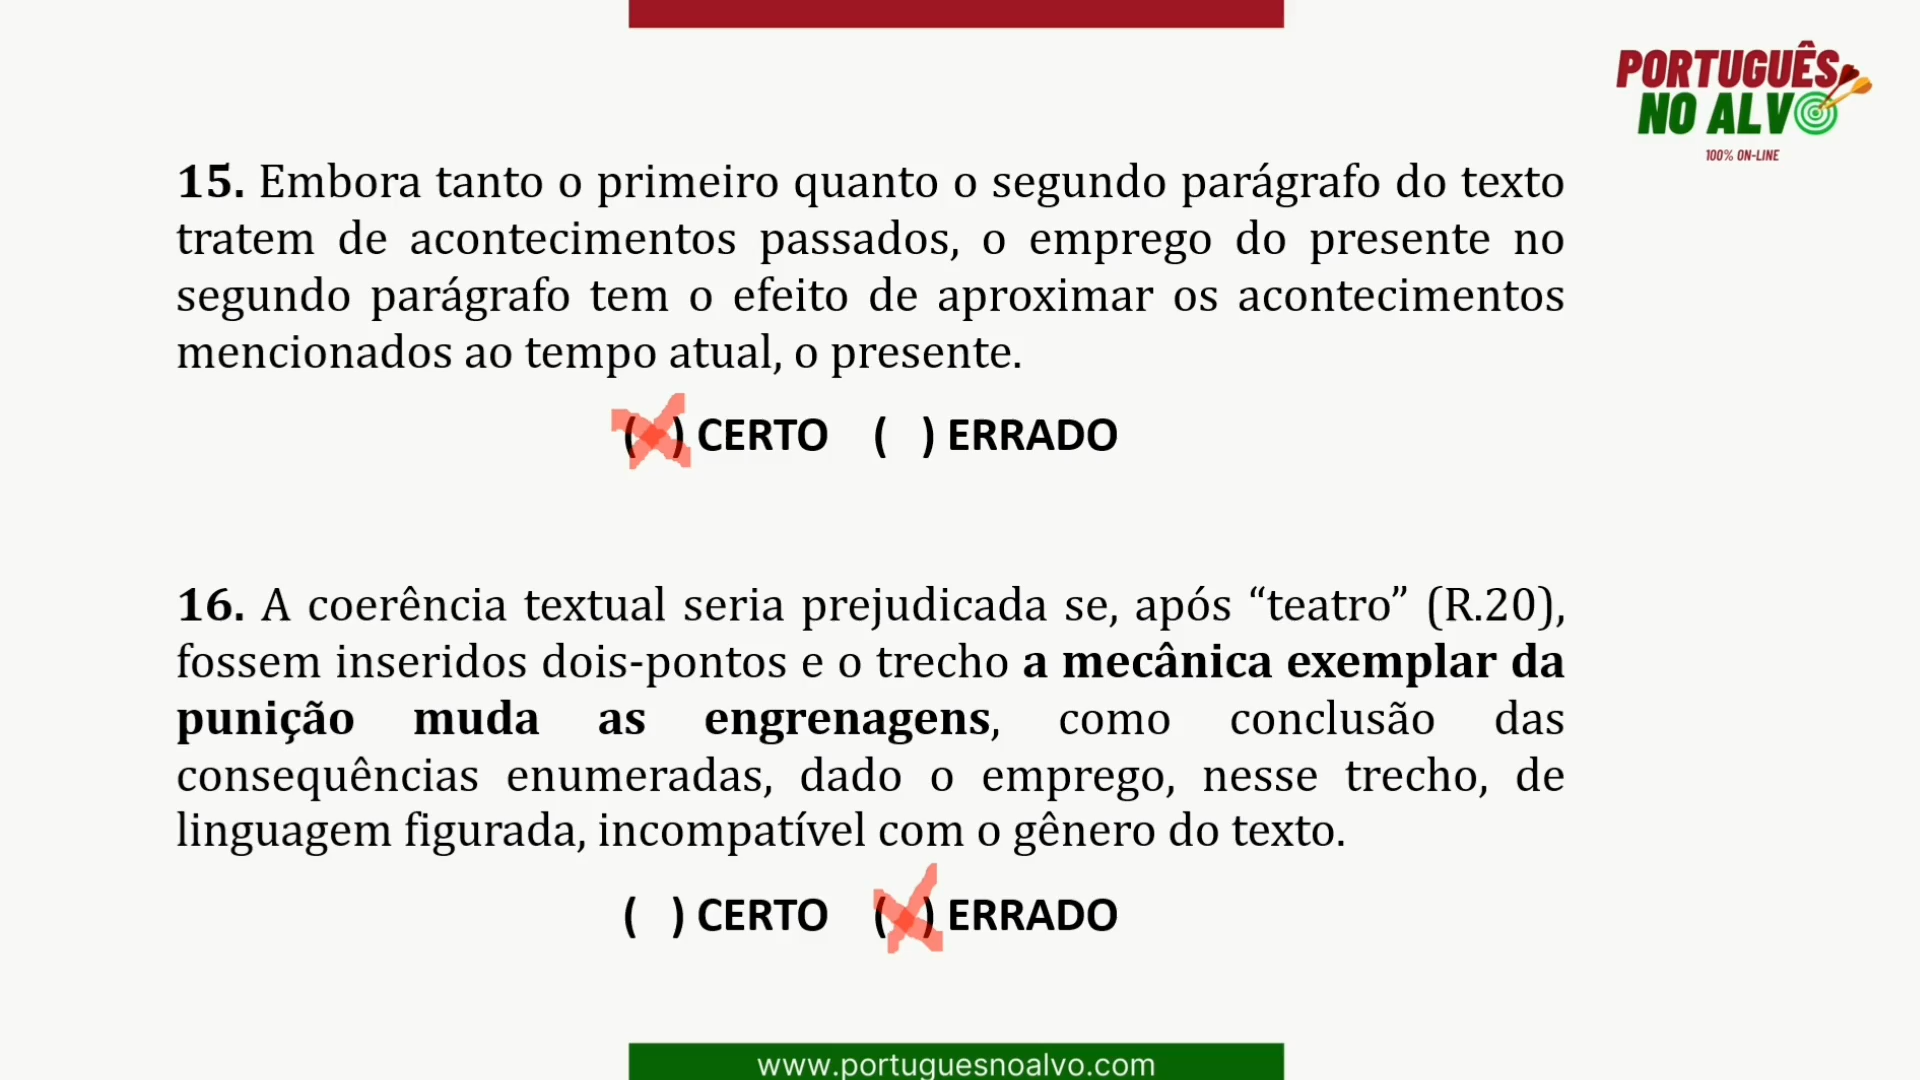 PORTUGUÊS
NO ALVO
100% ON-LINE
15. Embora tanto o primeiro quanto o segundo parágrafo do texto
tratem de acontecimentos passados, o emprego do presente no
segundo parágrafo tem o efeito de aproximar os acontecimentos
mencionados ao tempo atual, o presente.
( ) CERTO ( ) ERRADO
16. A coerência textual seria prejudicada se, após “teatro” (R.20),
fossem inseridos dois-pontos e o trecho a mecânica exemplar da
punição muda as engrenagens, como conclusão das
consequências enumeradas, dado o emprego, nesse trecho, de
linguagem figurada, incompatível com o gênero do texto.
( ) CERTO ( ) ERRADO
www.portuguesnoalvo.com